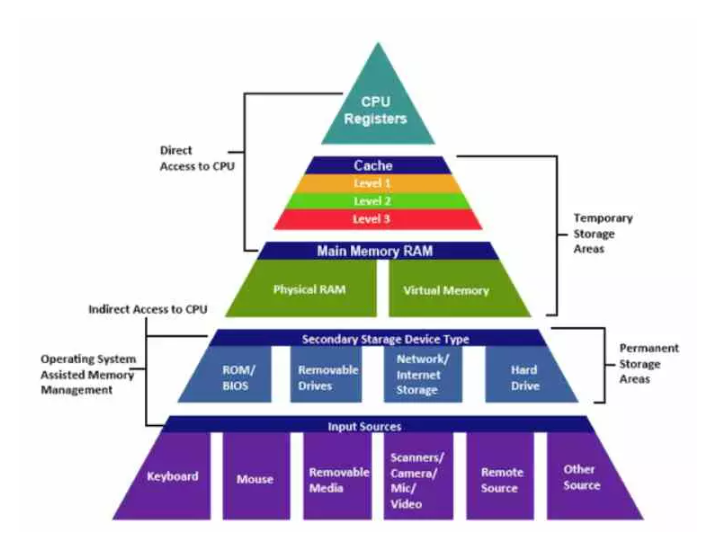 CPU
Registers
Direct
Access to CPU
Cache
Level 1
Level 2
Level 3
Temporary
Storage
Areas
Main Memory RAM
Physical RAM
Virtual Memory
Indirect Access to CPU
Operating System
Assisted Memory
Management
Secondary Starage Device Type
ROM/
BIOS
Removable
Drives
Network/
Internet
Storage
Hard
Drive
Permanent
Storage
Areas
Input Sources
Keyboard
Mouse
Removable
Media
Scanners/
Camera/
Mic/
Video
Remote
Source
Other
Source